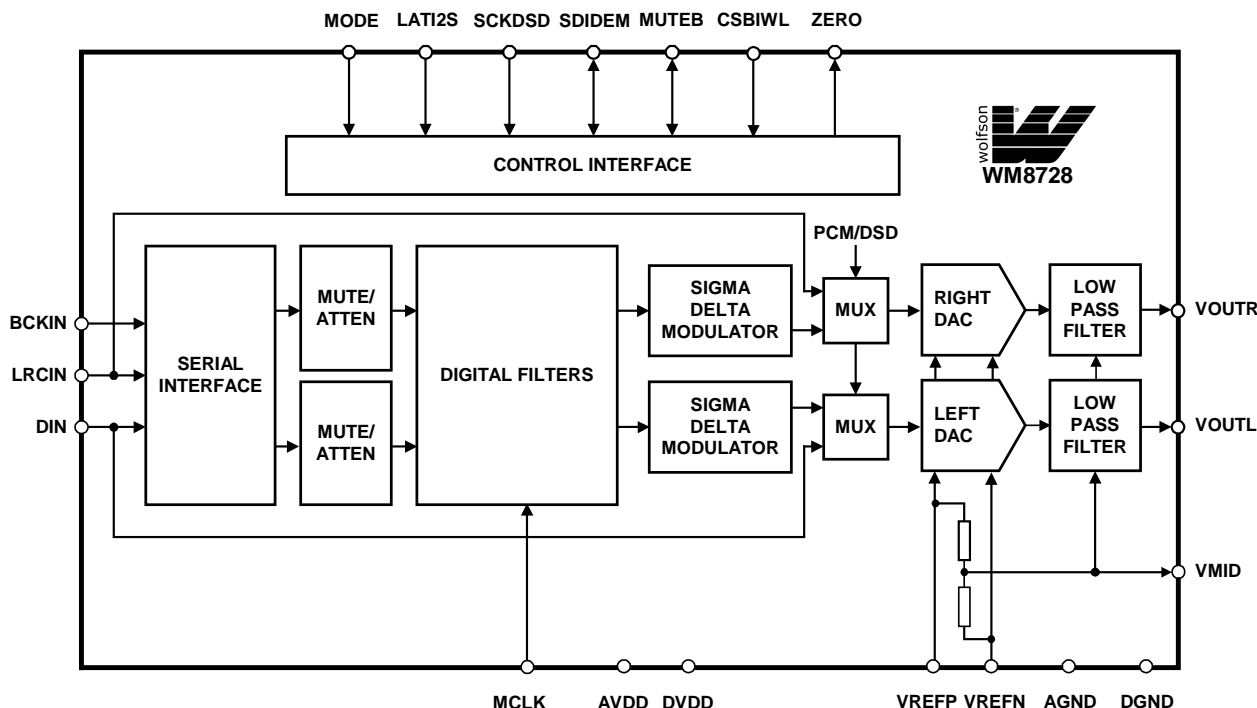 MODE LATI2S SCKDSD SDIDEM MUTEB CSBIWL ZERO
CONTROL INTERFACE
wolfson
WM8728
PCM/DSD
BCKIN
LRCIN
DIN
SERIAL
INTERFACE
MUTE/
ATTEN
MUTE/
ATTEN
DIGITAL FILTERS
SIGMA
DELTA
MODULATOR
SIGMA
DELTA
MODULATOR
MUX
MUX
RIGHT
DAC
LEFT
DAC
LOW
PASS
FILTER
LOW
PASS
FILTER
VOUTR
VOUTL
VMID
MCLK AVDD DVDD VREFP VREFN AGND DGND